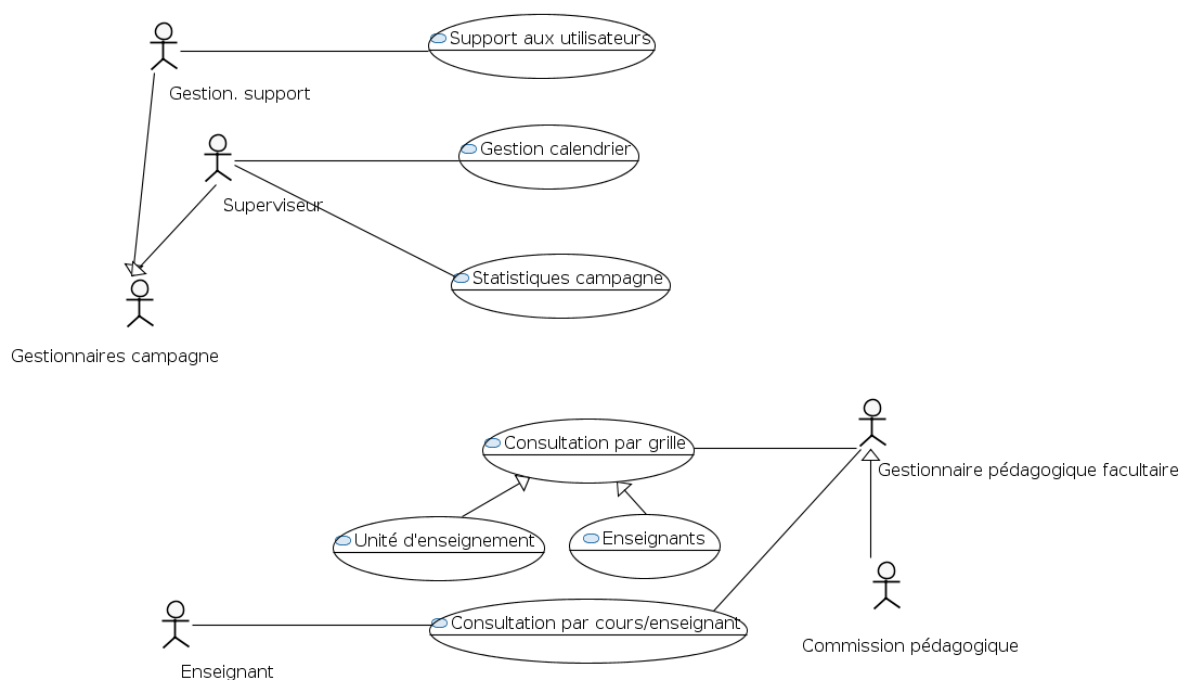 Support aux utilisateurs
Gestion. support
Gestion calendrier
Superviseur
Statistiques campagne
Gestionnaires campagne
Consultation par grille
Gestionnaire pédagogique facultaire
Unité d'enseignement
Enseignants
Consultation par cours/enseignant
Commission pédagogique
Enseignant